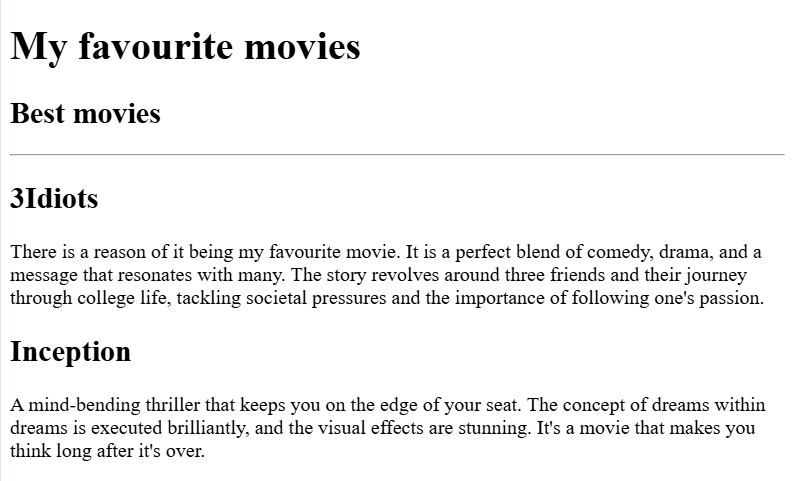 My favourite movies
Best movies
3Idiots
There is a reason of it being my favourite movie. It is a perfect blend of comedy, drama, and a
message that resonates with many. The story revolves around three friends and their journey
through college life, tackling societal pressures and the importance of following one's passion.
Inception
A mind-bending thriller that keeps you on the edge of your seat. The concept of dreams within
dreams is executed brilliantly, and the visual effects are stunning. It's a movie that makes you
think long after it's over.